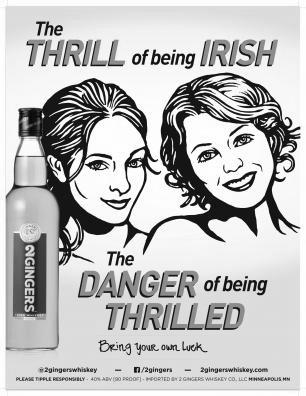 The
THRILL of being IRISH
2GINGERS
The
DANGER of being
THRILLED
Bring your own luck
@2gingerswhiskey — /2gingers — 2gingerswhiskey.com
PLEASE TIPPLE RESPONSIBLY - 40% ABV (80 PROOF) - IMPORTED BY 2 GINGERS WHISKEY CO, LLC MINNEAPOLIS, MN